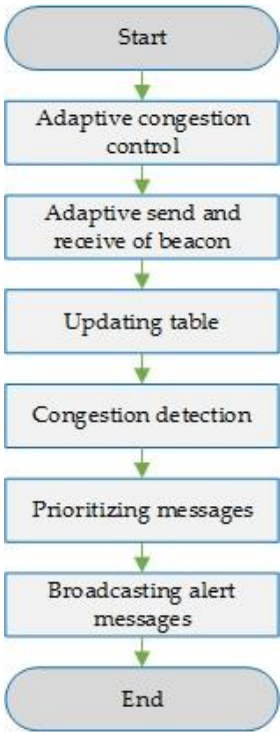 Start
Adaptive congestion
control
Adaptive send and
receive of beacon
Updating table
Congestion detection
Prioritizing messages
Broadcasting alert
messages
End